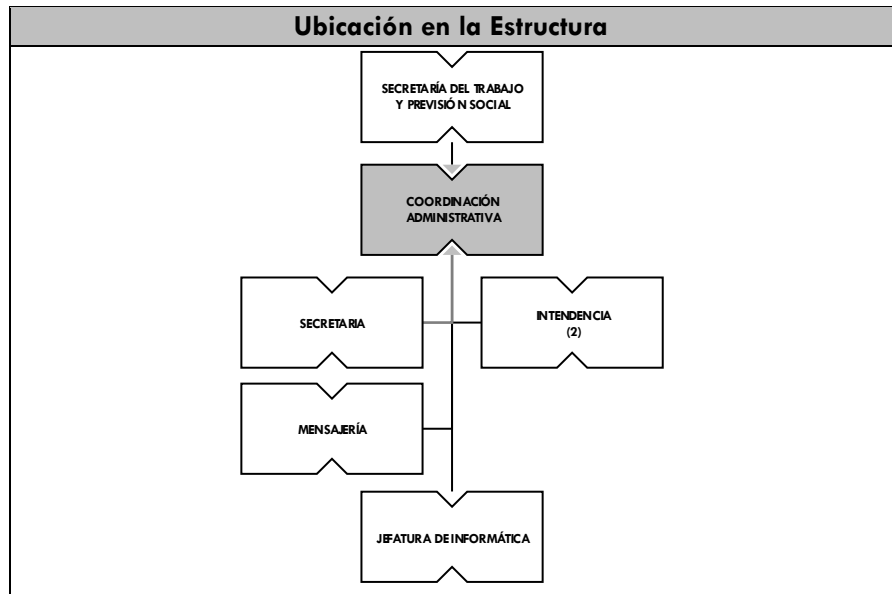 Ubicación en la Estructura
SECRETARÍA DEL TRABAJO
Y PREVISIÓN SOCIAL
COORDINACIÓN
ADMINISTRATIVA
SECRETARIA
INTENDENCIA
(2)
MENSAJERÍA
JEFATURA DE INFORMÁTICA